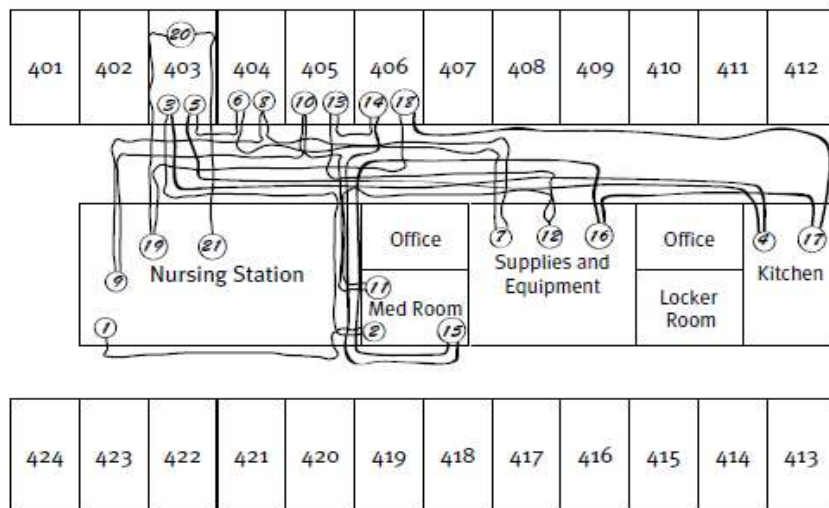 20
401 402 403 404 405 406 407 408 409 410 411 412
3 5 6 8 10 13 14 18
19 21 Office 7 12 16 Office 4 17
9 Nursing Station Supplies and Equipment Kitchen
11
Med Room Locker Room
1 2 15
424 423 422 421 420 419 418 417 416 415 414 413